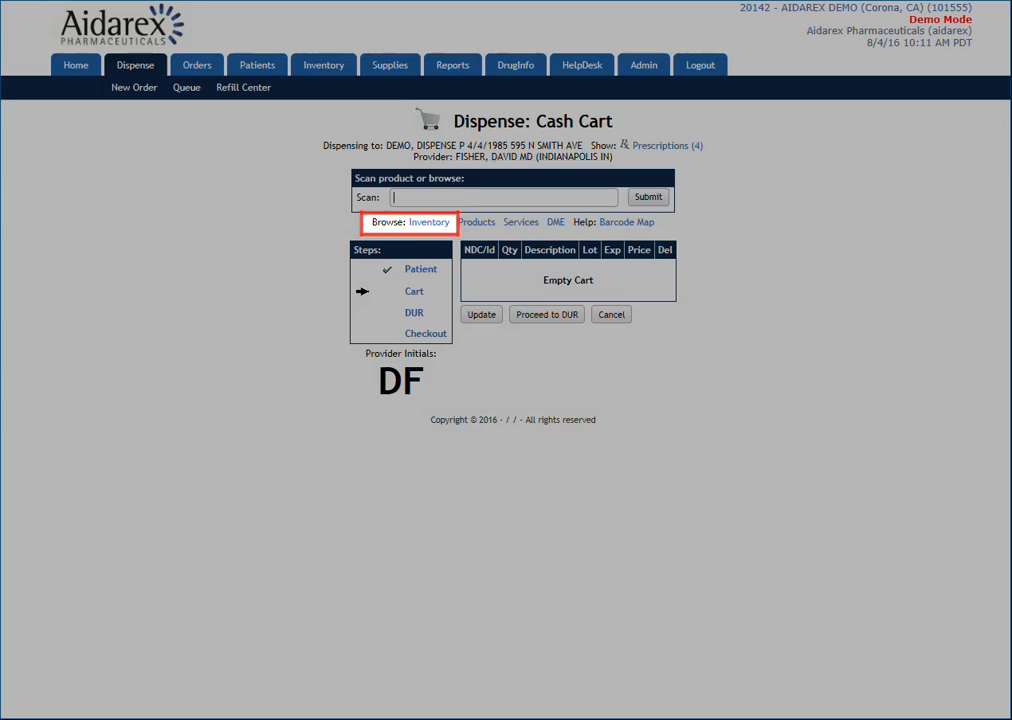 20142 - AIDAREX DEMO (Corona, CA) (101555)
Demo Mode
Aidarex Pharmaceuticals (aidarex)
8/4/16 10:11 AM PDT
Aidarex
PHARMACEUTICALS
Home Dispense Orders Patients Inventory Supplies Reports DrugInfo HelpDesk Admin Logout
New Order Queue Refill Center
Dispense: Cash Cart
Dispensing to: DEMO, DISPENSE P 4/4/1985 595 N SMITH AVE Show: Prescriptions (4)
Provider: FISHER, DAVID MD (INDIANAPOLIS IN)
Scan product or browse:
Scan: Submit
Browse: Inventory Products Services DME Help: Barcode Map
Steps:
Patient
Cart
DUR
Checkout
NDC/Id Qty Description Lot Exp Price Del
Empty Cart
Update Proceed to DUR Cancel
Provider Initials:
DF
Copyright © 2016 - / / - All rights reserved